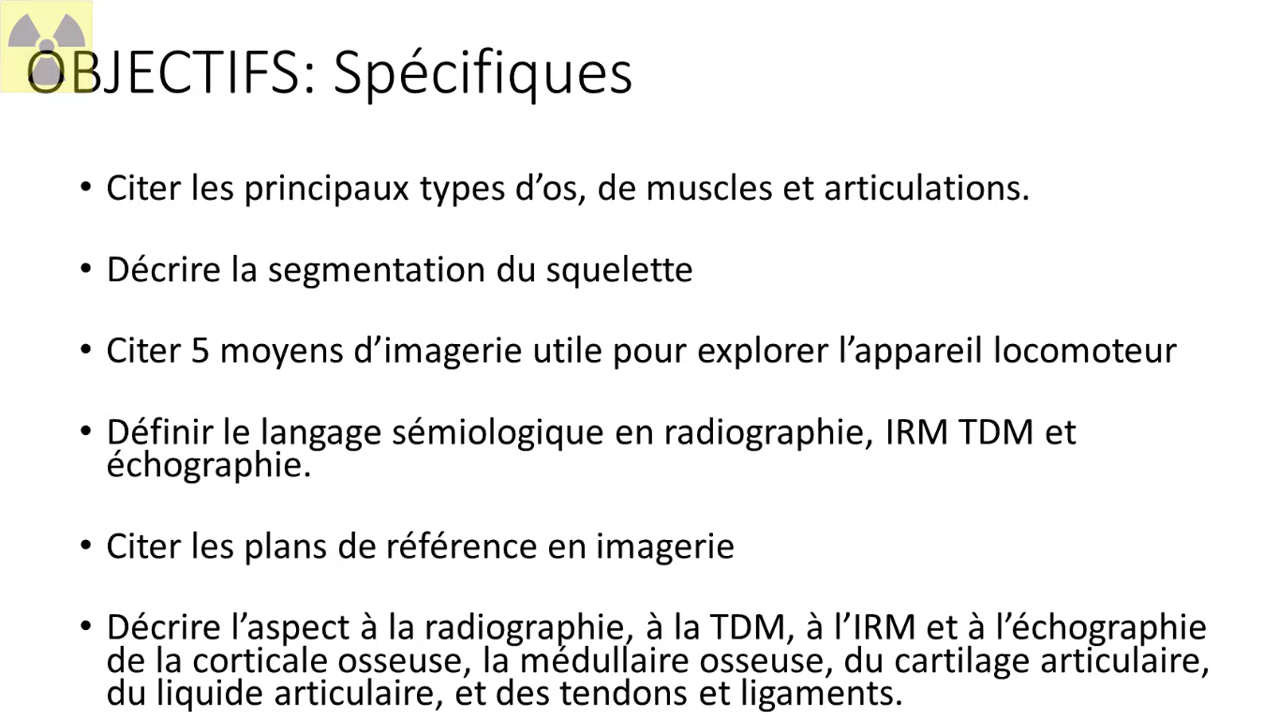 OBJECTIFS: Spécifiques
• Citer les principaux types d’os, de muscles et articulations.
• Décrire la segmentation du squelette
• Citer 5 moyens d’imagerie utile pour explorer l’appareil locomoteur
• Définir le langage sémiologique en radiographie, IRM TDM et
échographie.
• Citer les plans de référence en imagerie
• Décrire l’aspect à la radiographie, à la TDM, à l’IRM et à l’échographie
de la corticale osseuse, la médullaire osseuse, du cartilage articulaire,
du liquide articulaire, et des tendons et ligaments.